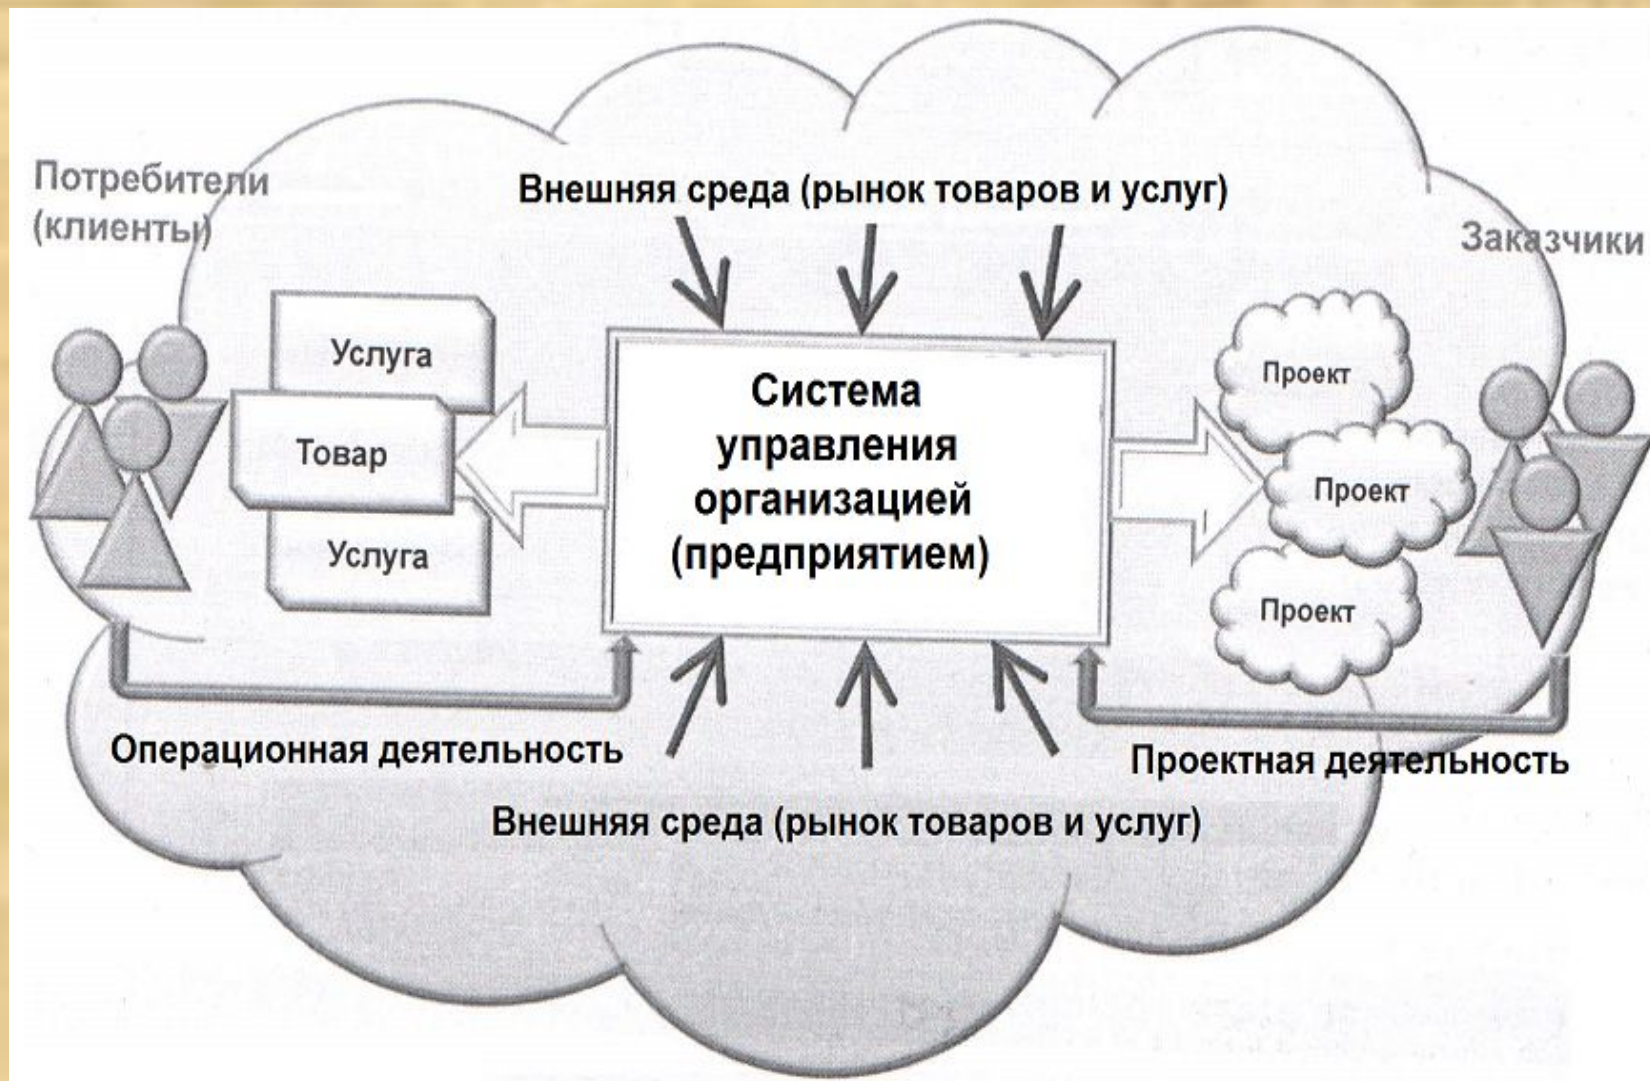 Внешняя среда (рынок товаров и услуг)
Потребители
(клиенты)
Заказчики
Услуга
Товар
Услуга
Система
управления
организацией
(предприятием)
Проект
Проект
Проект
Операционная деятельность
Проектная деятельность
Внешняя среда (рынок товаров и услуг)